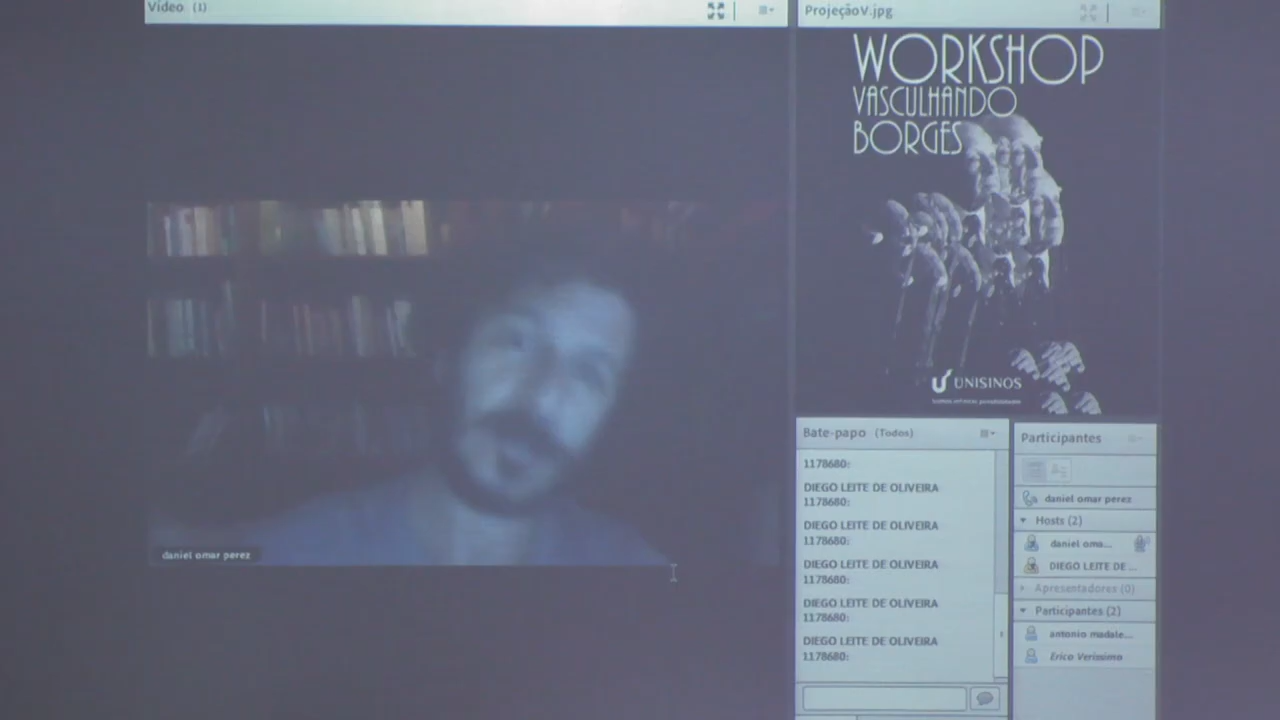 Vídeo (1)
ProjeçãoV.jpg
WORKSHOP
VASCULHANDO
BORGES
UNISINOS
daniel omar perez
Bate-papo (Todos)
1178680:
DIEGO LEITE DE OLIVEIRA
1178680:
DIEGO LEITE DE OLIVEIRA
1178680:
DIEGO LEITE DE OLIVEIRA
1178680:
DIEGO LEITE DE OLIVEIRA
1178680:
DIEGO LEITE DE OLIVEIRA
1178680:
Participantes
daniel omar perez
Hosts (2)
daniel oma...
DIEGO LEITE DE ...
Apresentadores (0)
Participantes (2)
antonio madale...
Erico Verissimo